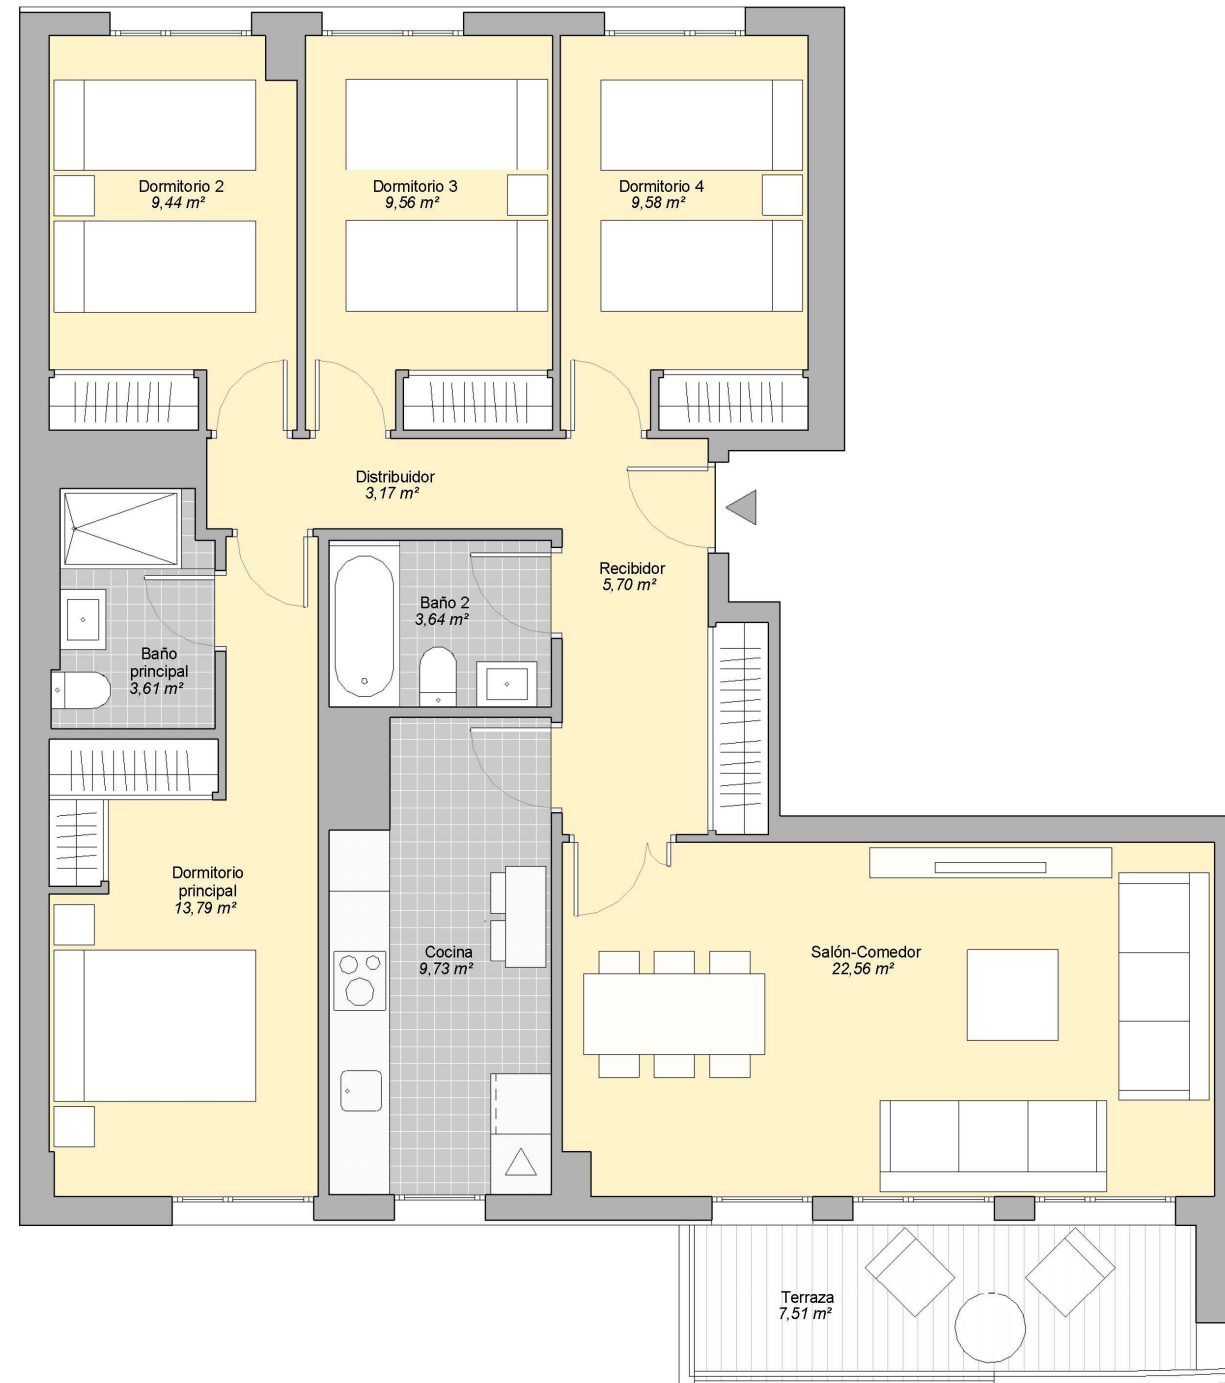 Dormitorio 2
9,44 m²
Dormitorio 3
9,56 m²
Dormitorio 4
9,58 m²
Distribuidor
3,17 m²
Recibidor
5,70 m²
Baño 2
3,64 m²
Baño
principal
3,61 m²
Dormitorio
principal
13,79 m²
Cocina
9,73 m²
Salón-Comedor
22,56 m²
Terraza
7,51 m²